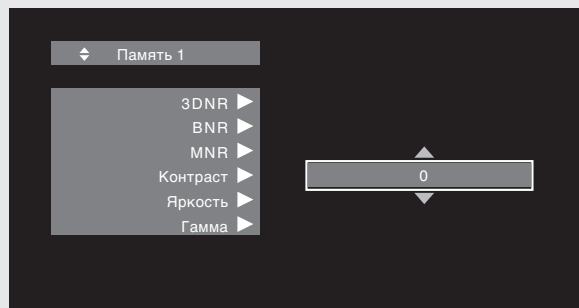 Память 1
3DNR
BNR
MNR
Контраст
0
Яркость
Гамма